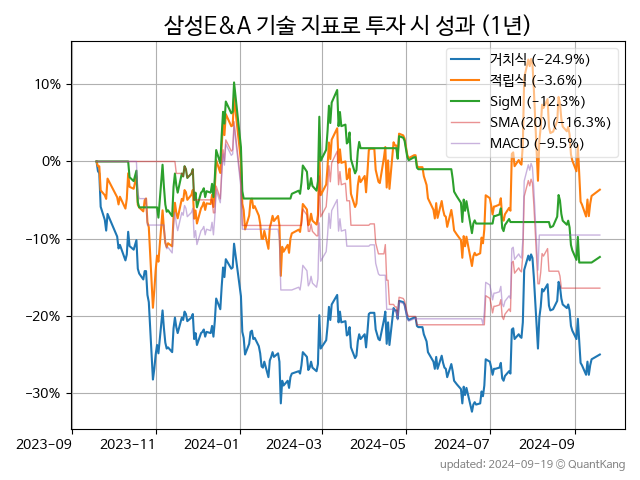 삼성E&A 기술 지표로 투자 시 성과 (1년)
거치식 (−24.9%)
적립식 (−3.6%)
SigM (−12.3%)
SMA(20) (−16.3%)
MACD (−9.5%)
10%
0%
−10%
−20%
−30%
2023-09 2023-11 2024-01 2024-03 2024-05 2024-07 2024-09
updated: 2024-09-19 © QuantKang